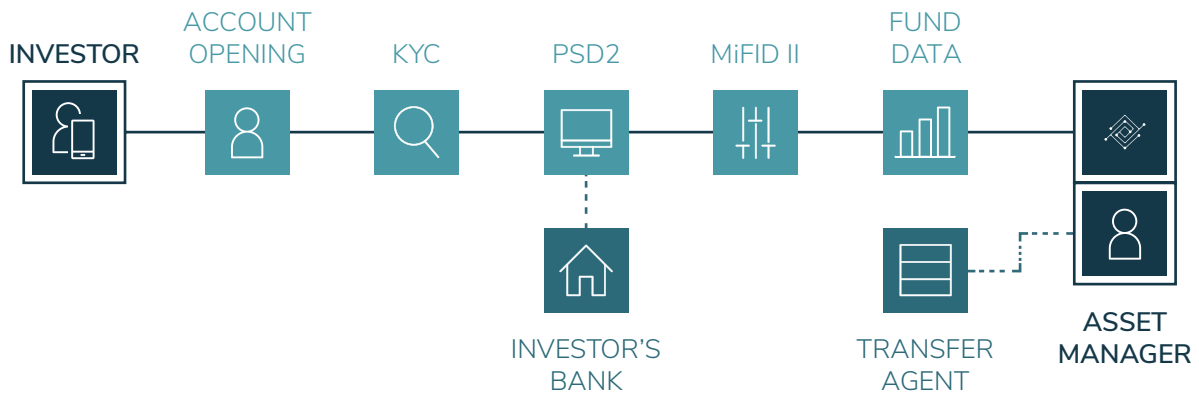 INVESTOR
ACCOUNT
OPENING
KYC
PSD2
MiFID II
FUND
DATA
INVESTOR’S
BANK
TRANSFER
AGENT
ASSET
MANAGER